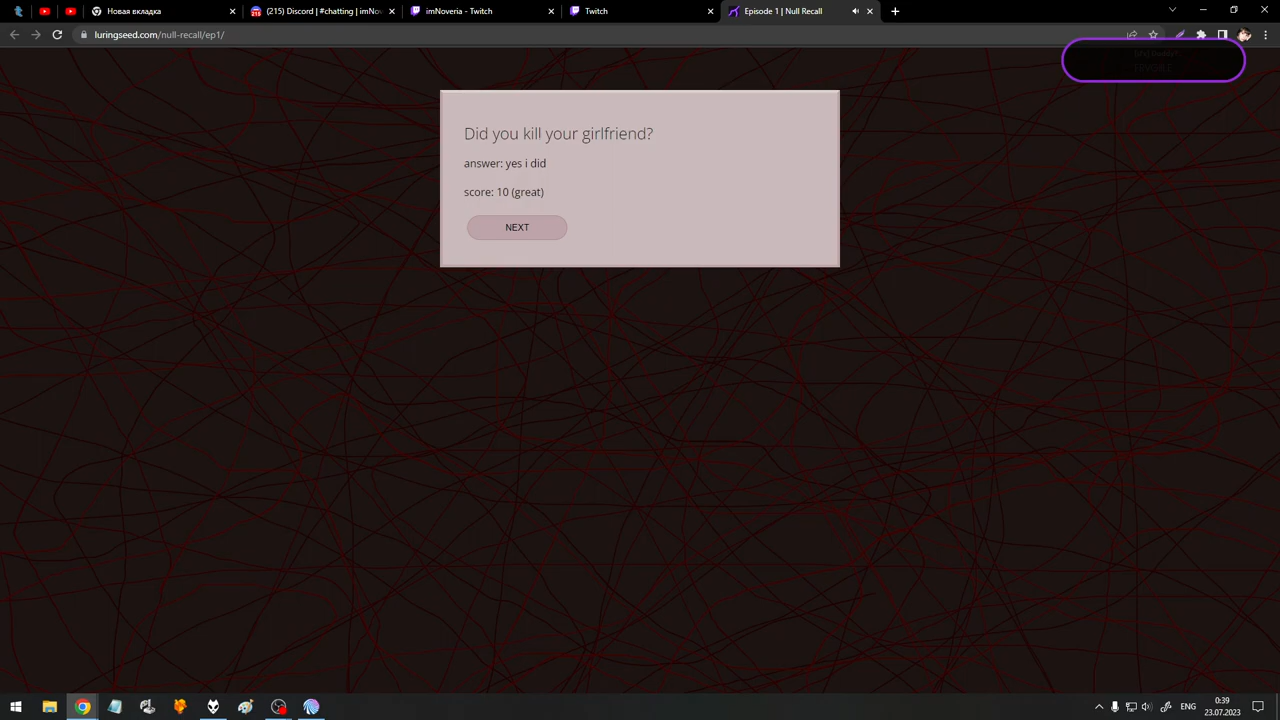 Новая вкладка
(215) Discord | #chatting | imNov
imNoveria - Twitch
Twitch
Episode 1 | Null Recall
luringseed.com/null-recall/ep1/
Did you kill your girlfriend?
answer: yes i did
score: 10 (great)
NEXT
ENG
0:39
23.07.2023